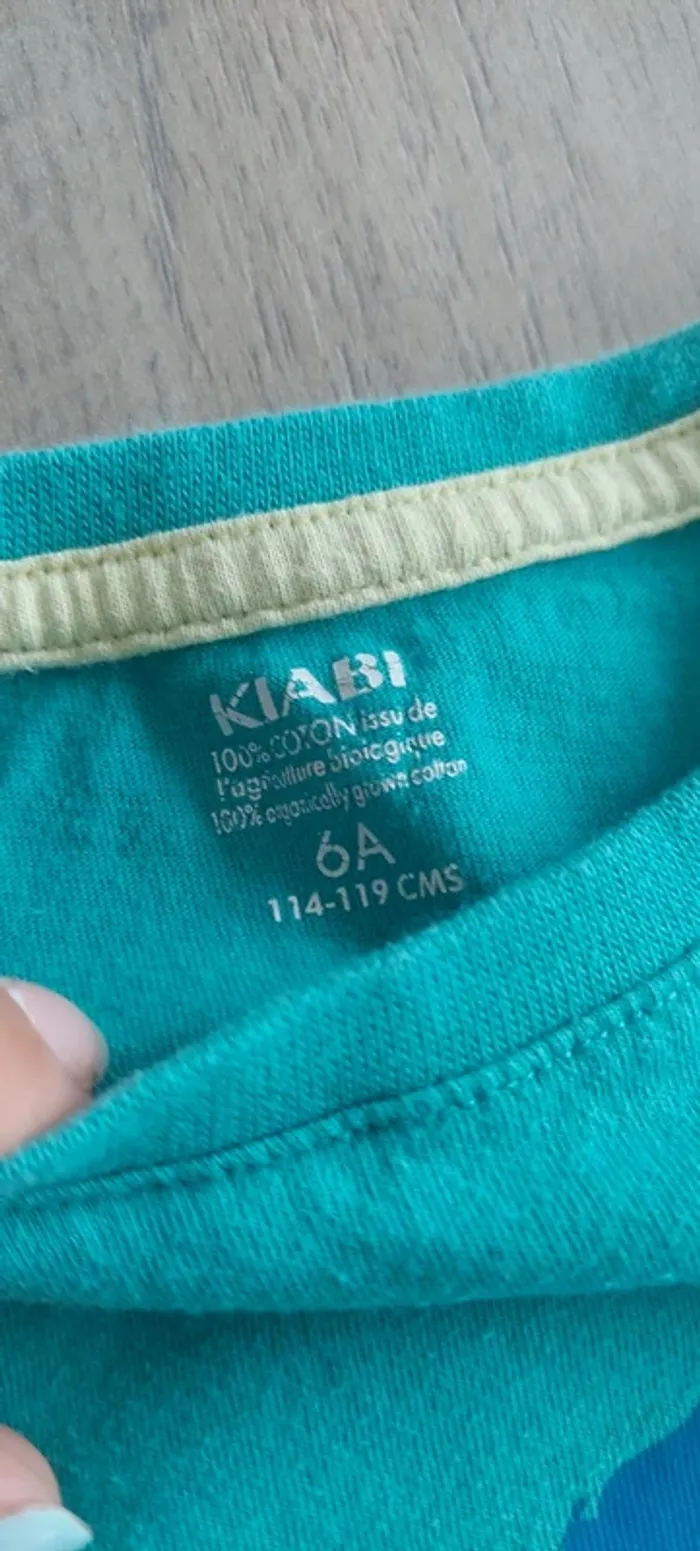 KIABI
100% COTON issu de
l'agriculture biologique
100% organically grown cotton
6A
114-119 CMS